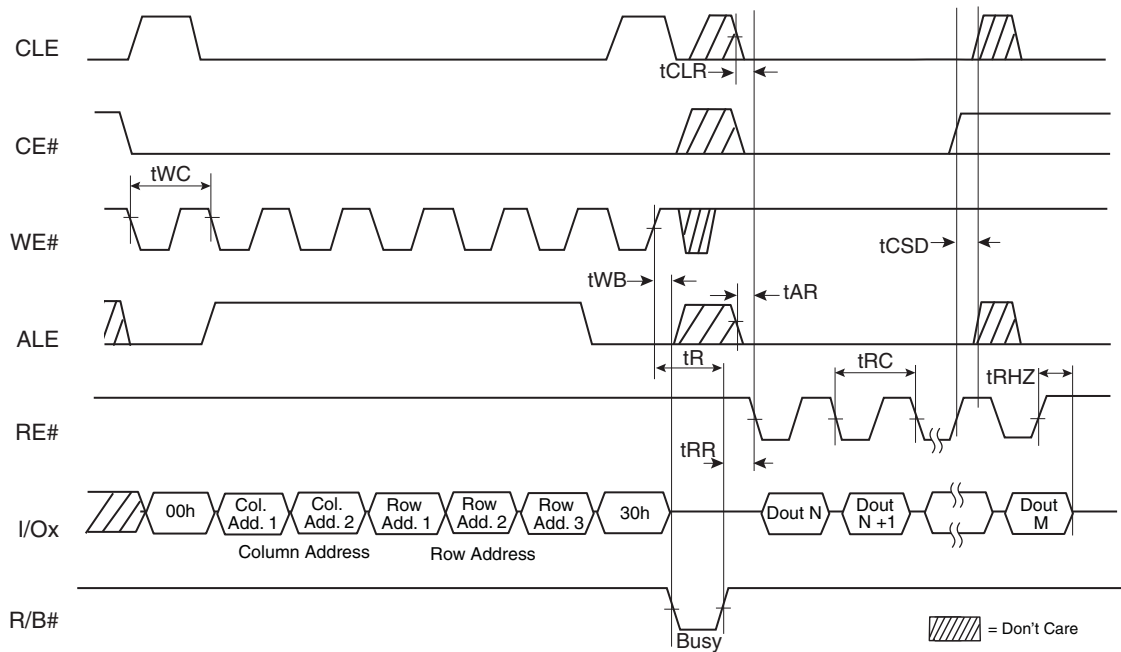 CLE
tCLR
CE#
tWC
WE#
tCSD
tWB
tAR
ALE
tR
tRC
tRHZ
RE#
tRR
I/Ox
00h
Col.
Add. 1
Col.
Add. 2
Row
Add. 1
Row
Add. 2
Row
Add. 3
30h
Dout N
Dout
N +1
Dout
M
Column Address
Row Address
R/B#
Busy
= Don't Care